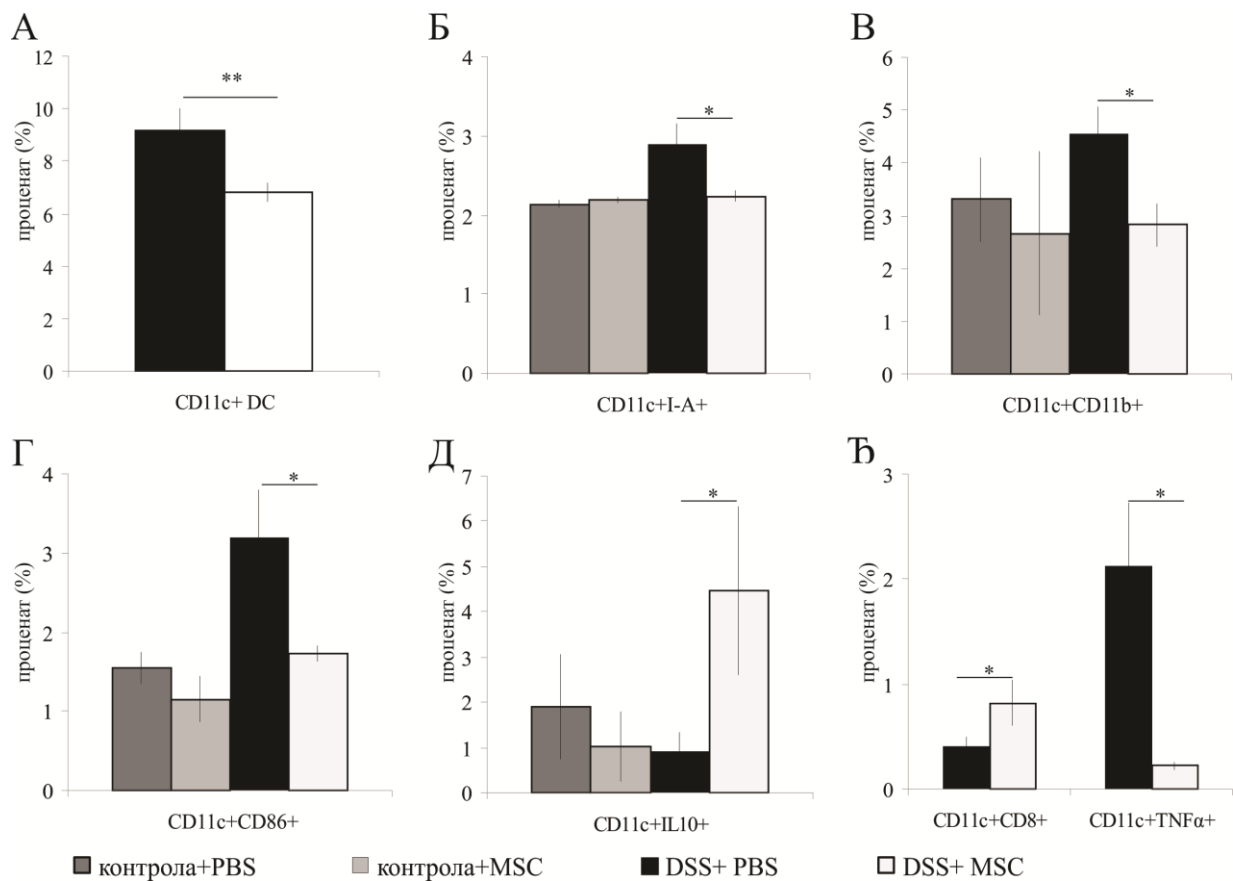 А
12
10
8
6
4
2
0
проценат (%)
**
CD11c+ DC
Б
4
3
2
1
0
проценат (%)
*
CD11c+I-A+
В
6
5
4
3
2
1
0
проценат (%)
*
CD11c+CD11b+
Г
4
3
2
1
0
проценат (%)
*
CD11c+CD86+
Д
7
6
5
4
3
2
1
0
проценат (%)
*
CD11c+IL10+
Ђ
3
2
1
0
проценат (%)
*
*
CD11c+CD8+ CD11c+TNFα+
контрола+PBS контрола+MSC DSS+ PBS DSS+ MSC